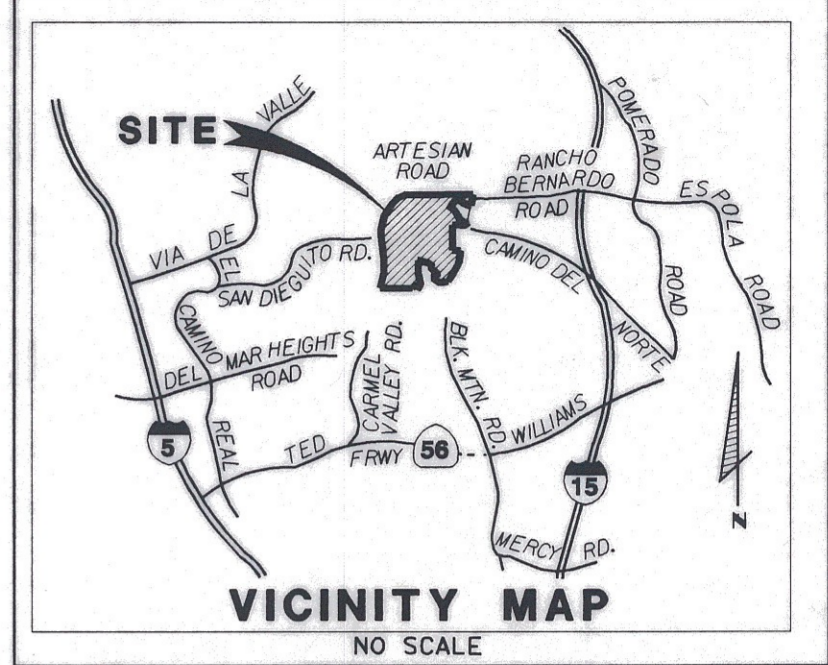 SITE
VIA DE LA VALLE
ARTESIAN
ROAD
RANCHO
BERNARDO
ROAD
POMERADO
ROAD
ESPOLA
ROAD
SAN DIEGUITO RD.
EL
CAMINO
REAL
CAMINO DEL
NORTE
DEL MAR HEIGHTS
ROAD
CARMEL
VALLEY RD.
BLK. MTN. RD.
TED WILLIAMS
FRWY
56
5
15
MERCY RD.
N
VICINITY MAP
NO SCALE